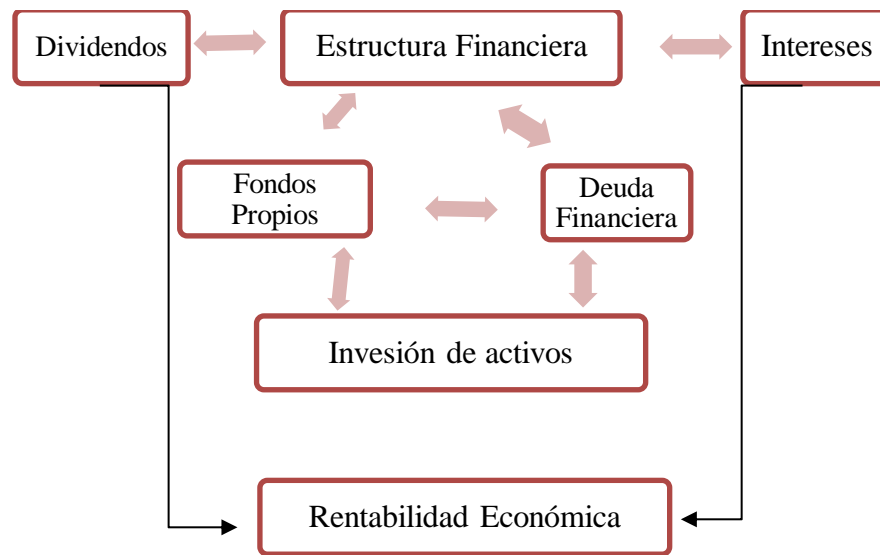 Dividendos
Estructura Financiera
Intereses
Fondos
Propios
Deuda
Financiera
Invesión de activos
Rentabilidad Económica